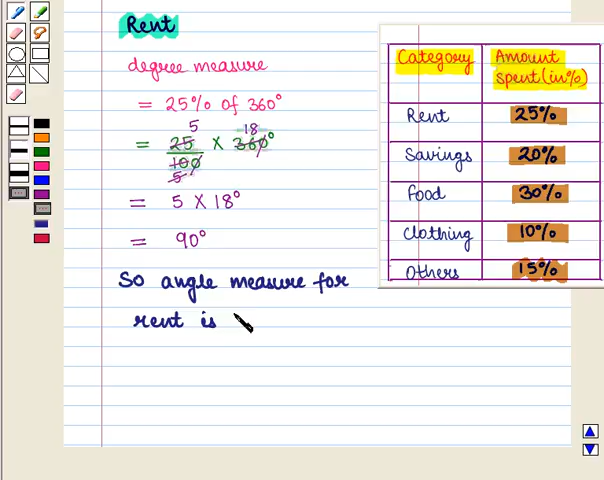 Rent
degree measure
= 25% of 360°
5 18
= 25/100 × 360°
5
= 5 × 18°
= 90°
So angle measure for
rent is
Category Amount spent (in %)
Rent 25%
Savings 20%
Food 30%
Clothing 10%
Others 15%